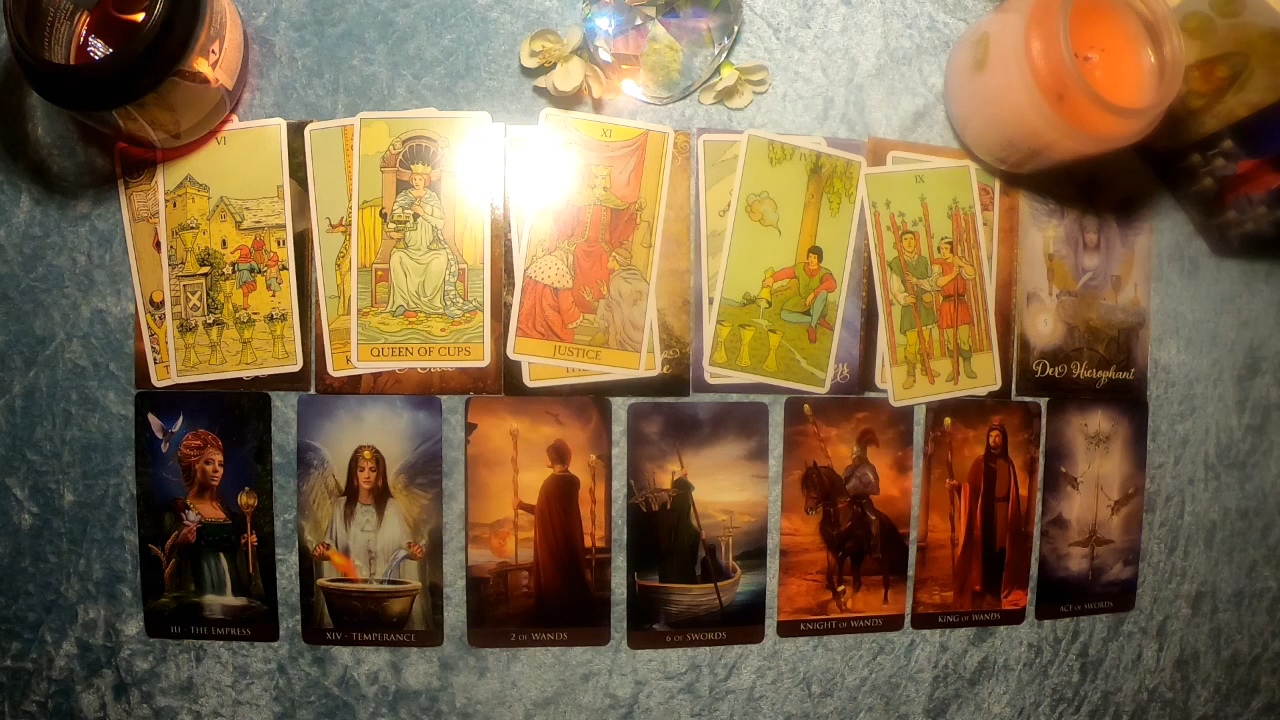 VI
XI
IX
QUEEN OF CUPS
JUSTICE
5
Der Hierophant
III - THE EMPRESS
XIV - TEMPERANCE
2 OF WANDS
6 OF SWORDS
KNIGHT OF WANDS
KING OF WANDS
ACE OF SWORDS